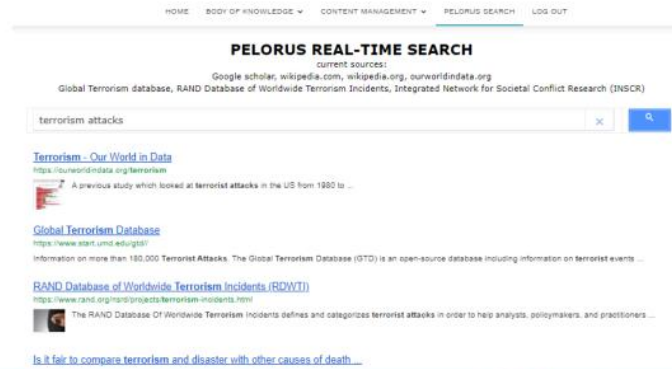 HOME BODY OF KNOWLEDGE CONTENT MANAGEMENT PELORUS SEARCH LOG OUT
PELORUS REAL-TIME SEARCH
current sources:
Google scholar, wikipedia.com, wikipedia.org, ourworldindata.org
Global Terrorism database, RAND Database of Worldwide Terrorism Incidents, Integrated Network for Societal Conflict Research (INSCR)
terrorism attacks
Terrorism - Our World in Data
https://ourworldindata.org/terrorism
A previous study which looked at terrorist attacks in the US from 1980 to ...
Global Terrorism Database
https://www.start.umd.edu/gtd//
Information on more than 180,000 Terrorist Attacks. The Global Terrorism Database (GTD) is an open-source database including information on terrorist events ...
RAND Database of Worldwide Terrorism Incidents (RDWTI)
https://www.rand.org/nsrd/projects/terrorism-incidents.html
The RAND Database Of Worldwide Terrorism Incidents defines and categorizes terrorist attacks in order to help analysts, policymakers, and practitioners ...
Is it fair to compare terrorism and disaster with other causes of death ...